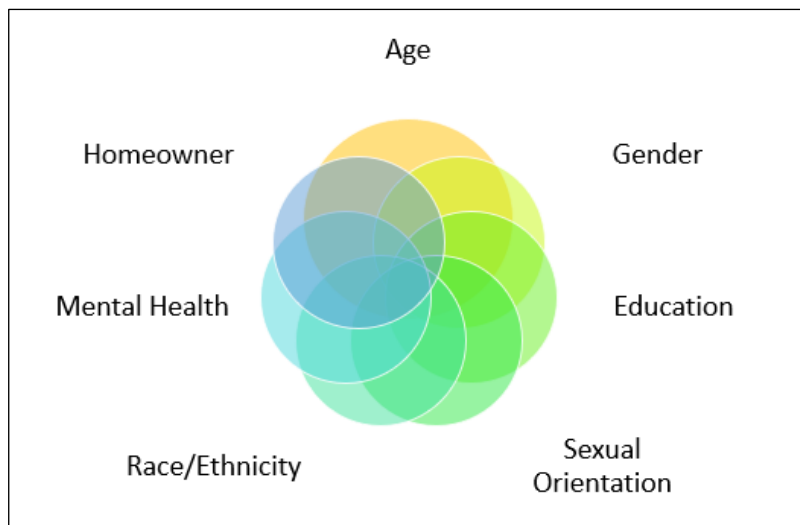 Age
Homeowner
Gender
Mental Health
Education
Race/Ethnicity
Sexual
Orientation